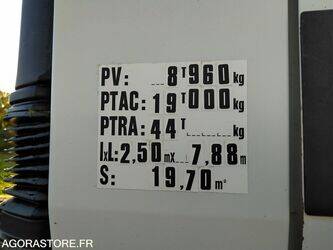 PV: 8T960 kg
PTAC: 19T000 kg
PTRA: 44T kg
lxL: 2,50 mx 7,88 m
S: 19,70 m²
AGORASTORE.FR